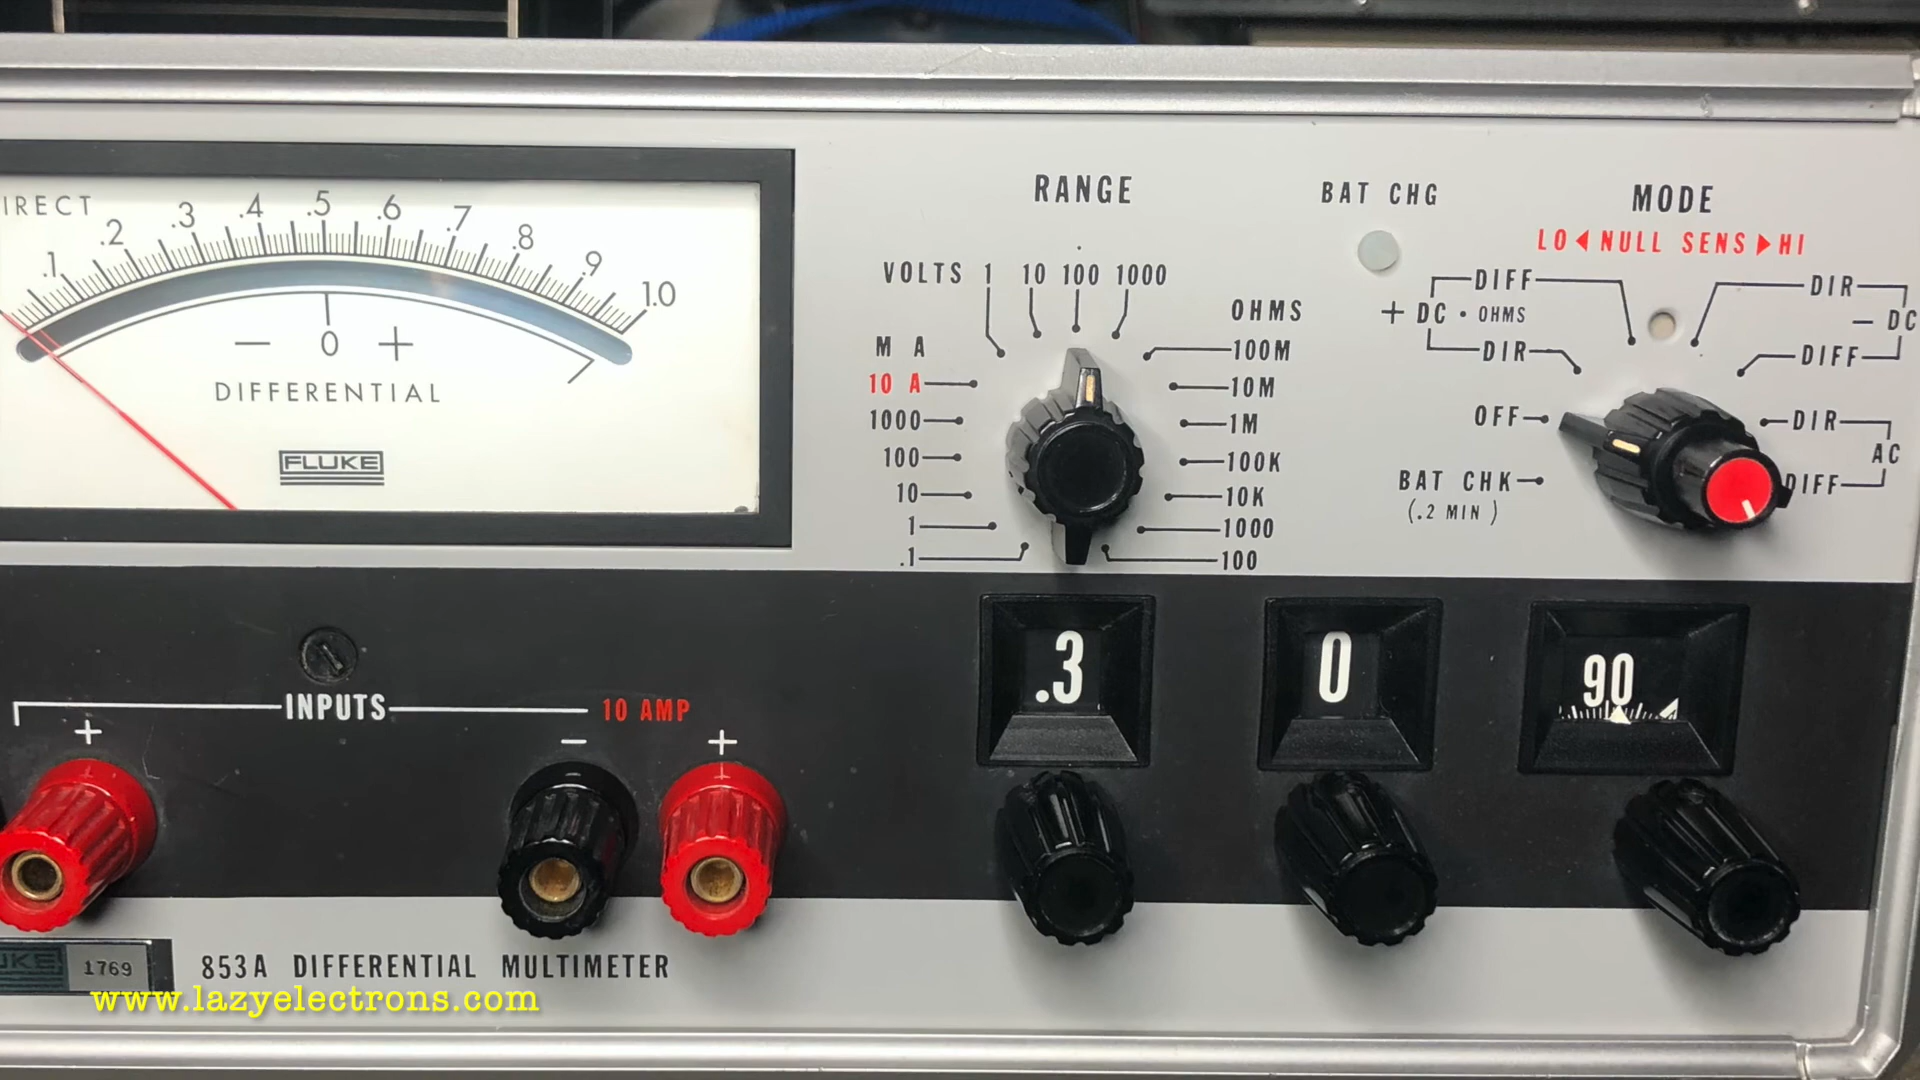 IRECT
.1 .2 .3 .4 .5 .6 .7 .8 .9 1.0
− 0 +
DIFFERENTIAL
FLUKE
RANGE
VOLTS 1 10 100 1000
M A
10 A
1000
100
10
1
.1
OHMS
100M
10M
1M
100K
10K
1000
100
BAT CHG
MODE
LO ◀ NULL SENS ▶ HI
DIFF
+ DC • OHMS
DIR
OFF
BAT CHK
(.2 MIN)
DIR
− DC
DIFF
DIR
AC
DIFF
.3
0
90
INPUTS
10 AMP
+
−
+
UKE
1769
853A DIFFERENTIAL MULTIMETER
www.lazyelectrons.com